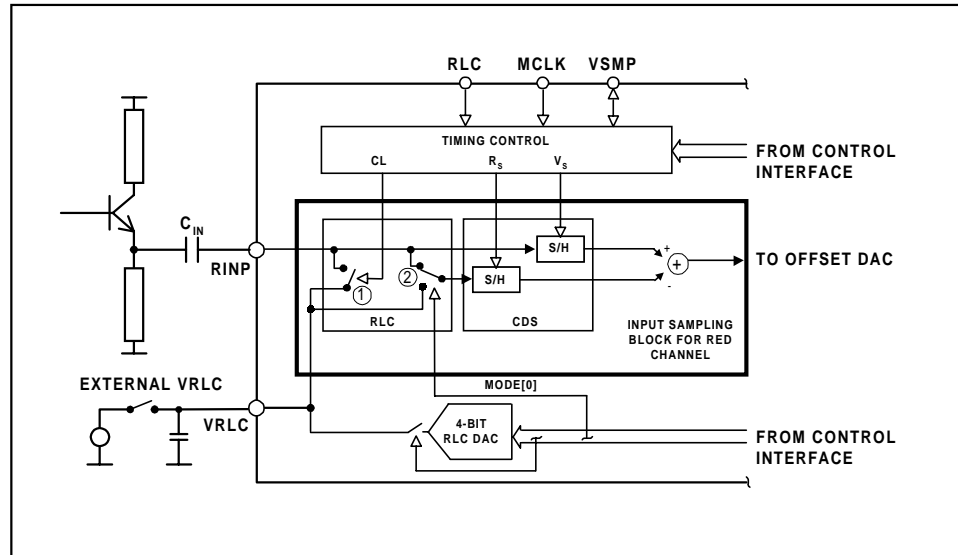 RLC MCLK VSMP
TIMING CONTROL
CL RS VS
FROM CONTROL
INTERFACE
CIN
RINP
S/H
S/H
+
+
-
TO OFFSET DAC
1
2
RLC
CDS
INPUT SAMPLING
BLOCK FOR RED
CHANNEL
EXTERNAL VRLC
MODE[0]
VRLC
4-BIT
RLC DAC
FROM CONTROL
INTERFACE